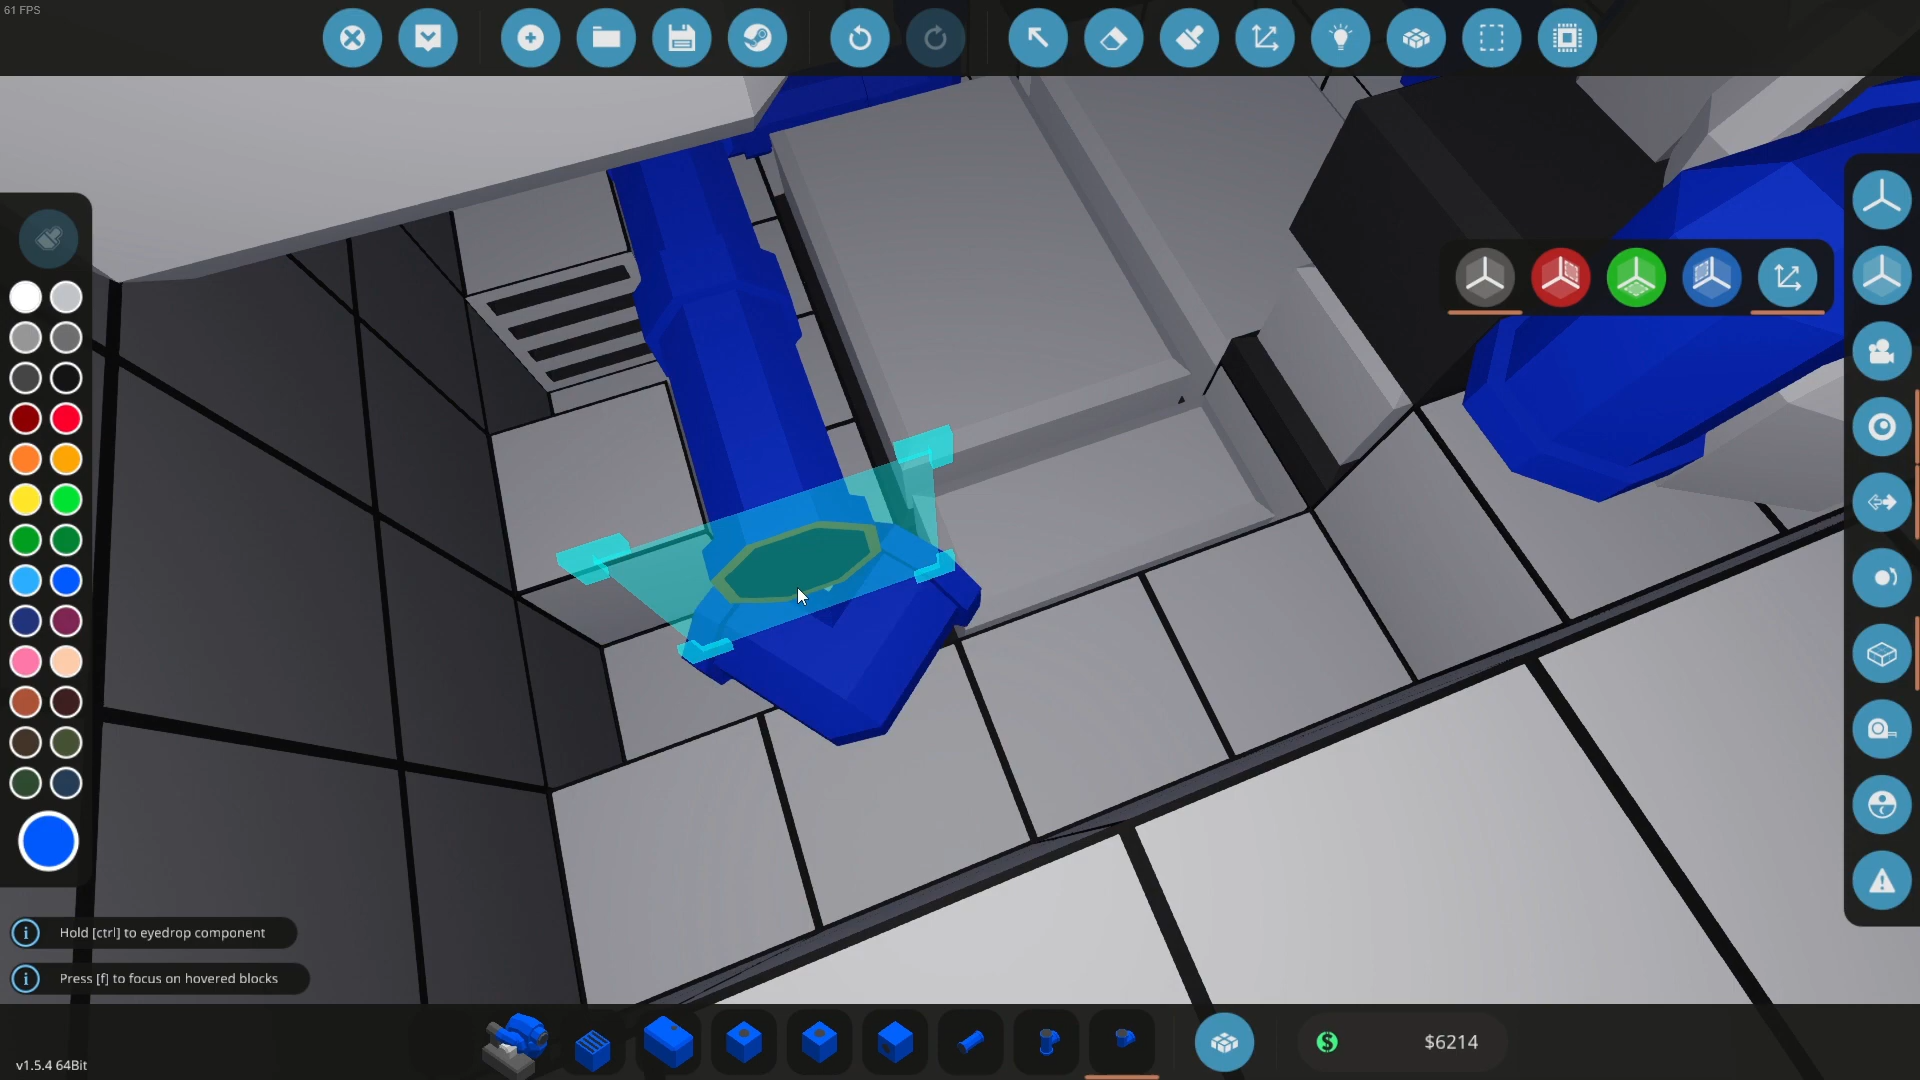 61 FPS
Hold [ctrl] to eyedrop component
Press [f] to focus on hovered blocks
$ $6214
v1.5.4 64Bit